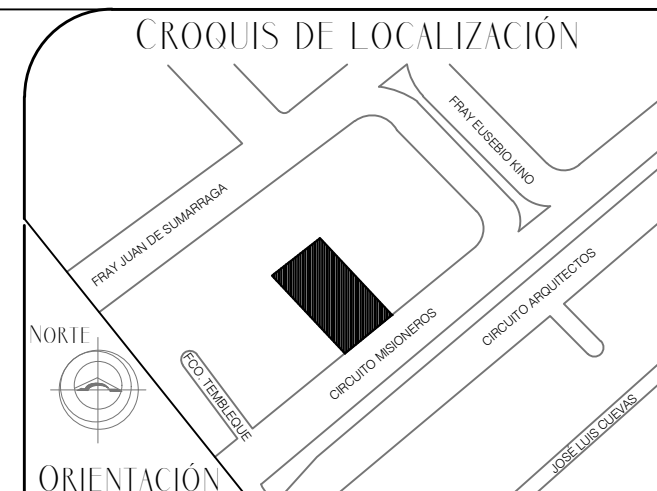 CROQUIS DE LOCALIZACIÓN
FRAY EUSEBIO KINO
FRAY JUAN DE SUMARRAGA
CIRCUITO ARQUITECTOS
CIRCUITO MISIONEROS
NORTE
FCO. TEMBLEQUE
JOSÉ LUIS CUEVAS
ORIENTACIÓN